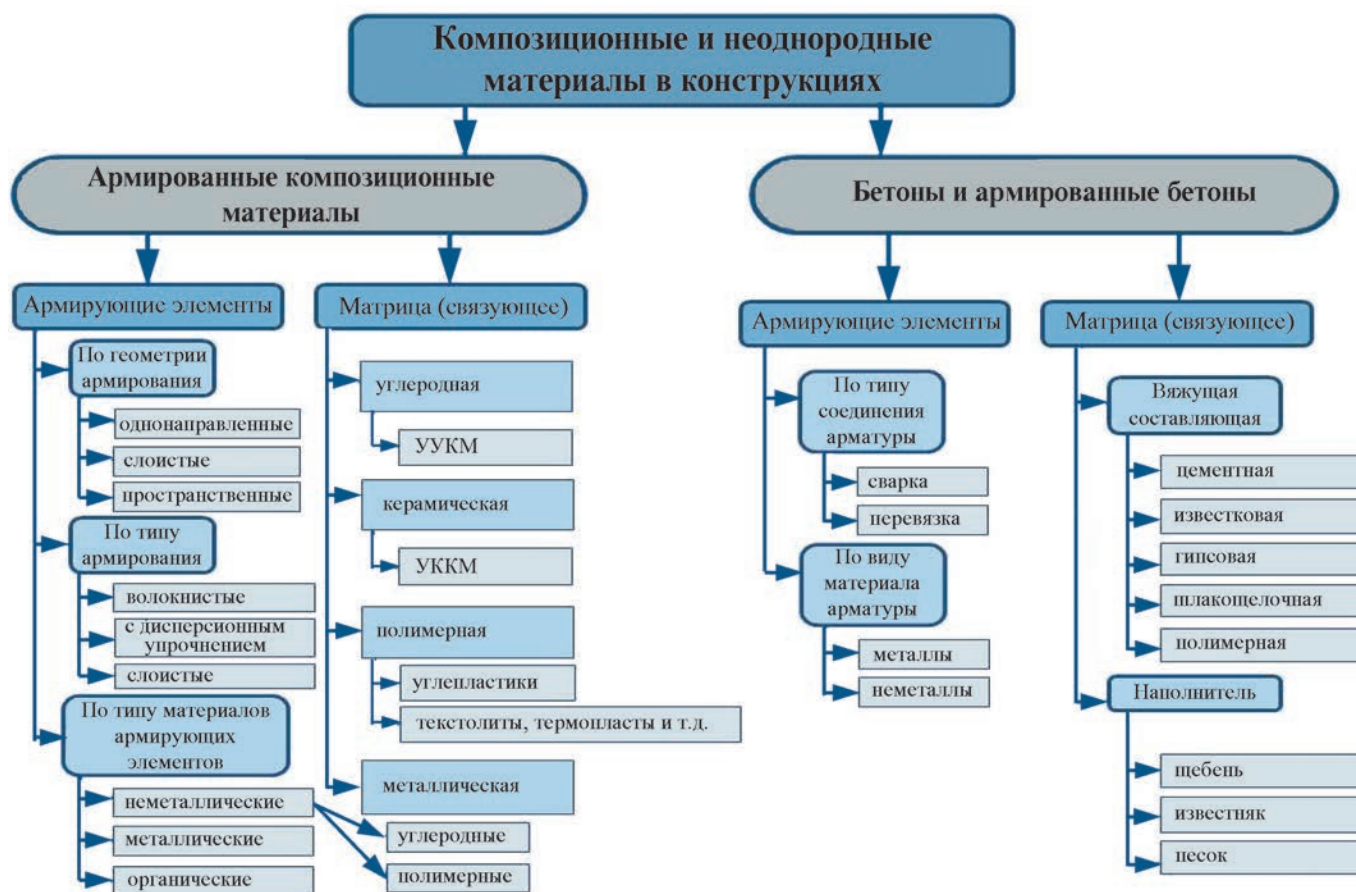 Композиционные и неоднородные
материалы в конструкциях
Армированные композиционные
материалы
Армирующие элементы
По геометрии
армирования
однонаправленные
слоистые
пространственные
По типу
армирования
волокнистые
с дисперсионным
упрочнением
слоистые
По типу материалов
армирующих
элементов
неметаллические
металлические
органические
углеродные
полимерные
Матрица (связующее)
углеродная
УУКМ
керамическая
УККМ
полимерная
углепластики
текстолиты, термопласты и т.д.
металлическая
Бетоны и армированные бетоны
Армирующие элементы
По типу
соединения
арматуры
сварка
перевязка
По виду
материала
арматуры
металлы
неметаллы
Матрица (связующее)
Вяжущая
составляющая
цементная
известковая
гипсовая
шлакощелочная
полимерная
Наполнитель
щебень
известняк
песок